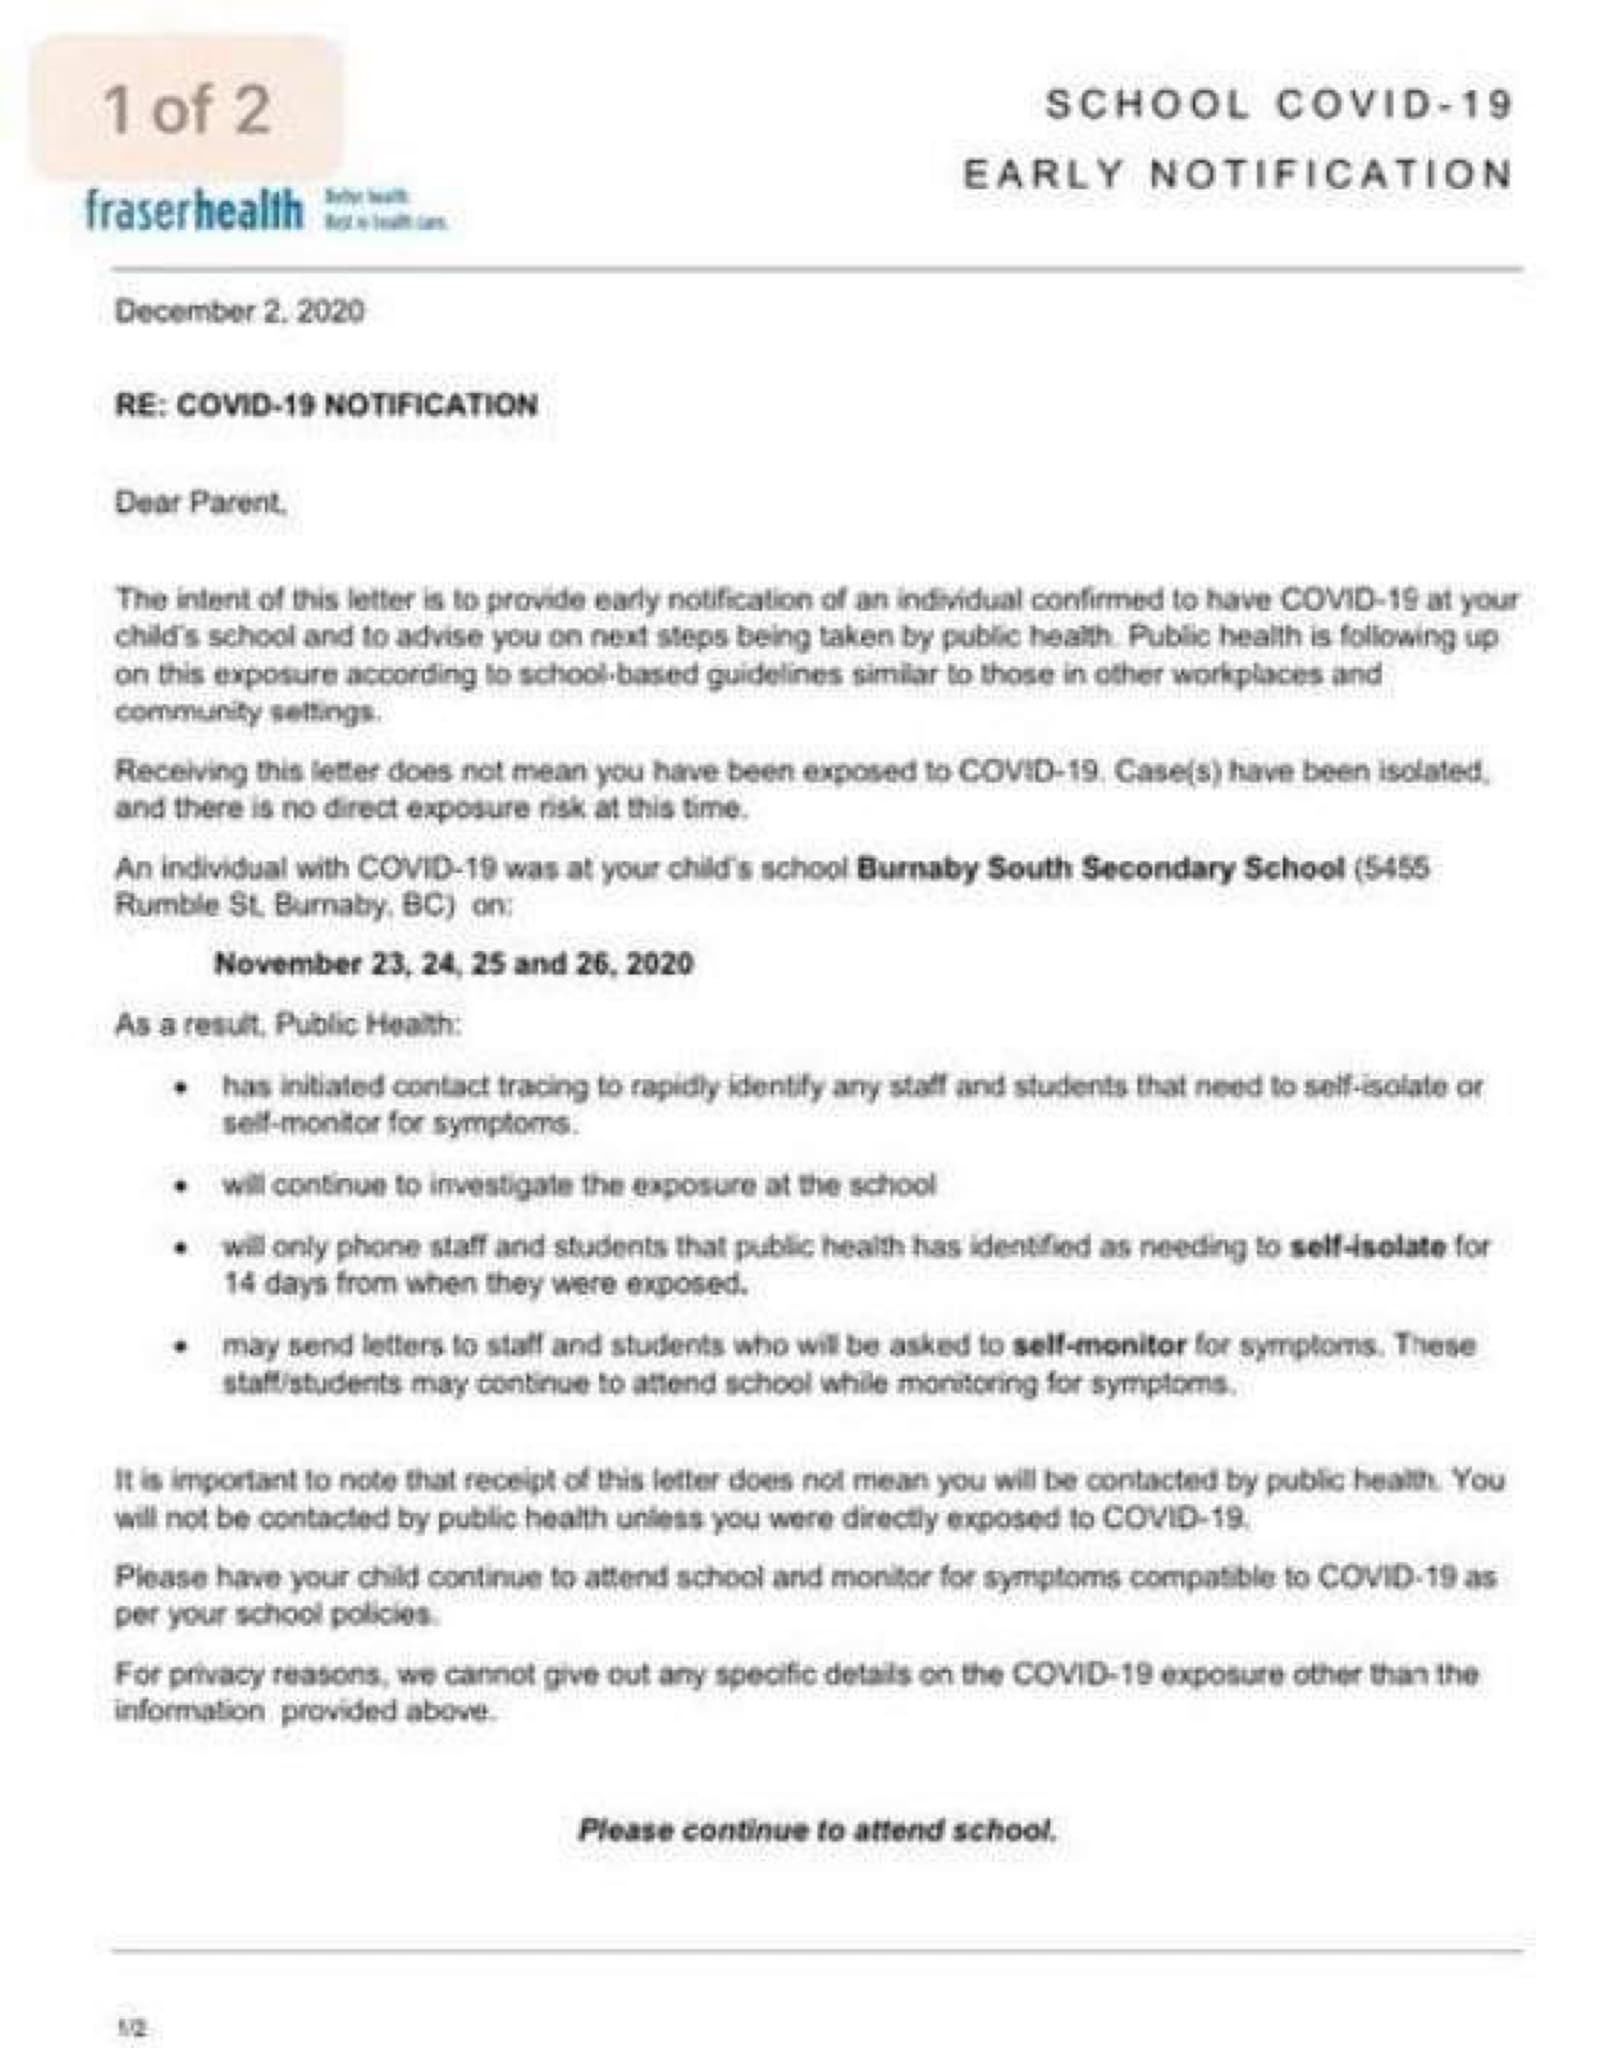 1 of 2
SCHOOL COVID-19
EARLY NOTIFICATION
fraserhealth
Better health.
Best in health care.
December 2, 2020
RE: COVID-19 NOTIFICATION
Dear Parent,
The intent of this letter is to provide early notification of an individual confirmed to have COVID-19 at your
child's school and to advise you on next steps being taken by public health. Public health is following up
on this exposure according to school-based guidelines similar to those in other workplaces and
community settings.
Receiving this letter does not mean you have been exposed to COVID-19. Case(s) have been isolated,
and there is no direct exposure risk at this time.
An individual with COVID-19 was at your child's school Burnaby South Secondary School (5455
Rumble St, Burnaby, BC) on:
November 23, 24, 25 and 26, 2020
As a result, Public Health:
• has initiated contact tracing to rapidly identify any staff and students that need to self-isolate or
self-monitor for symptoms.
• will continue to investigate the exposure at the school
• will only phone staff and students that public health has identified as needing to self-isolate for
14 days from when they were exposed.
• may send letters to staff and students who will be asked to self-monitor for symptoms. These
staff/students may continue to attend school while monitoring for symptoms.
It is important to note that receipt of this letter does not mean you will be contacted by public health. You
will not be contacted by public health unless you were directly exposed to COVID-19.
Please have your child continue to attend school and monitor for symptoms compatible to COVID-19 as
per your school policies.
For privacy reasons, we cannot give out any specific details on the COVID-19 exposure other than the
information provided above.
Please continue to attend school.
1/2